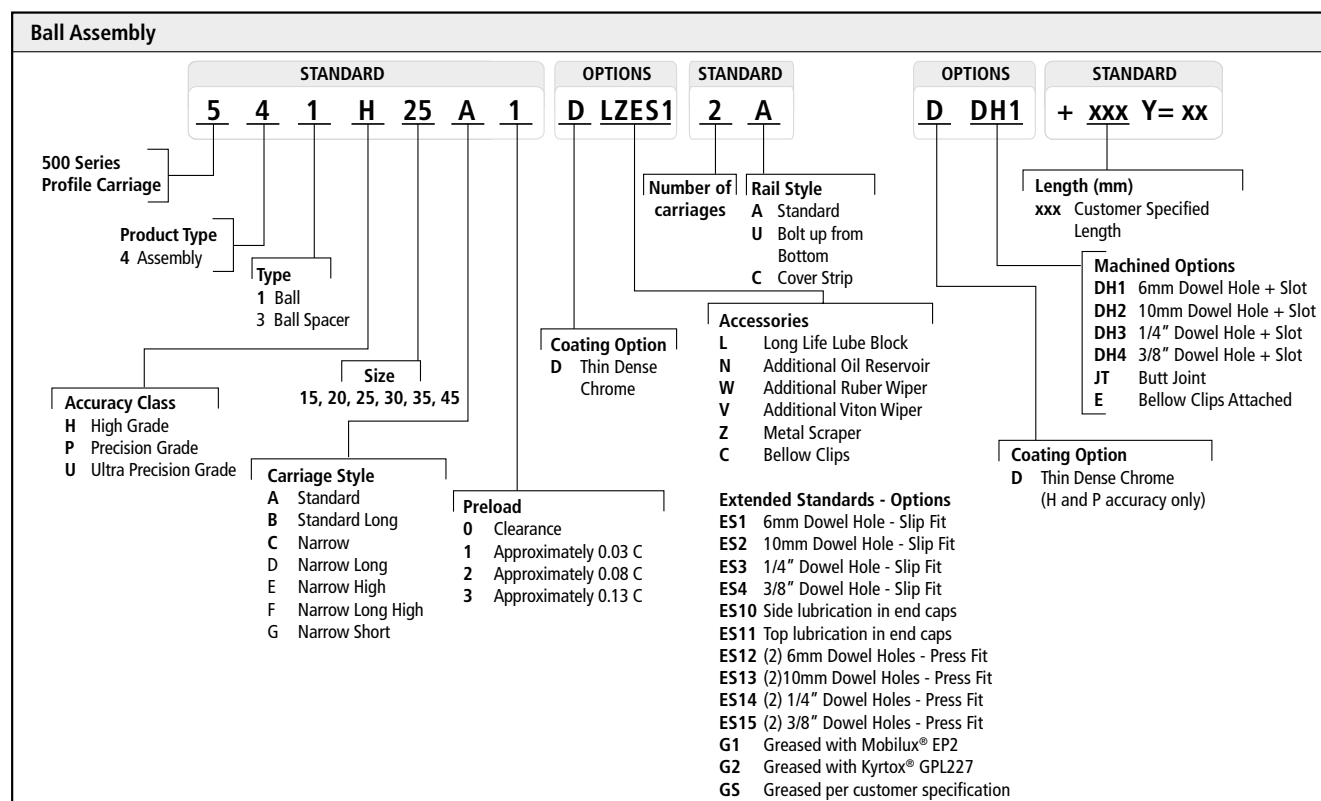 Ball Assembly
STANDARD
OPTIONS
STANDARD
OPTIONS
STANDARD
5 4 1 H 25 A 1 D LZES1 2 A D DH1 + xxx Y= xx
500 Series
Profile Carriage
Product Type
4 Assembly
Type
1 Ball
3 Ball Spacer
Accuracy Class
H High Grade
P Precision Grade
U Ultra Precision Grade
Size
15, 20, 25, 30, 35, 45
Carriage Style
A Standard
B Standard Long
C Narrow
D Narrow Long
E Narrow High
F Narrow Long High
G Narrow Short
Preload
0 Clearance
1 Approximately 0.03 C
2 Approximately 0.08 C
3 Approximately 0.13 C
Coating Option
D Thin Dense
Chrome
Number of
carriages
Rail Style
A Standard
U Bolt up from
Bottom
C Cover Strip
Accessories
L Long Life Lube Block
N Additional Oil Reservoir
W Additional Ruber Wiper
V Additional Viton Wiper
Z Metal Scraper
C Bellow Clips
Extended Standards - Options
ES1 6mm Dowel Hole - Slip Fit
ES2 10mm Dowel Hole - Slip Fit
ES3 1/4″ Dowel Hole - Slip Fit
ES4 3/8″ Dowel Hole - Slip Fit
ES10 Side lubrication in end caps
ES11 Top lubrication in end caps
ES12 (2) 6mm Dowel Holes - Press Fit
ES13 (2)10mm Dowel Holes - Press Fit
ES14 (2) 1/4″ Dowel Holes - Press Fit
ES15 (2) 3/8″ Dowel Holes - Press Fit
G1 Greased with Mobilux® EP2
G2 Greased with Kyrtox® GPL227
GS Greased per customer specification
Length (mm)
xxx Customer Specified
Length
Machined Options
DH1 6mm Dowel Hole + Slot
DH2 10mm Dowel Hole + Slot
DH3 1/4″ Dowel Hole + Slot
DH4 3/8″ Dowel Hole + Slot
JT Butt Joint
E Bellow Clips Attached
Coating Option
D Thin Dense Chrome
(H and P accuracy only)